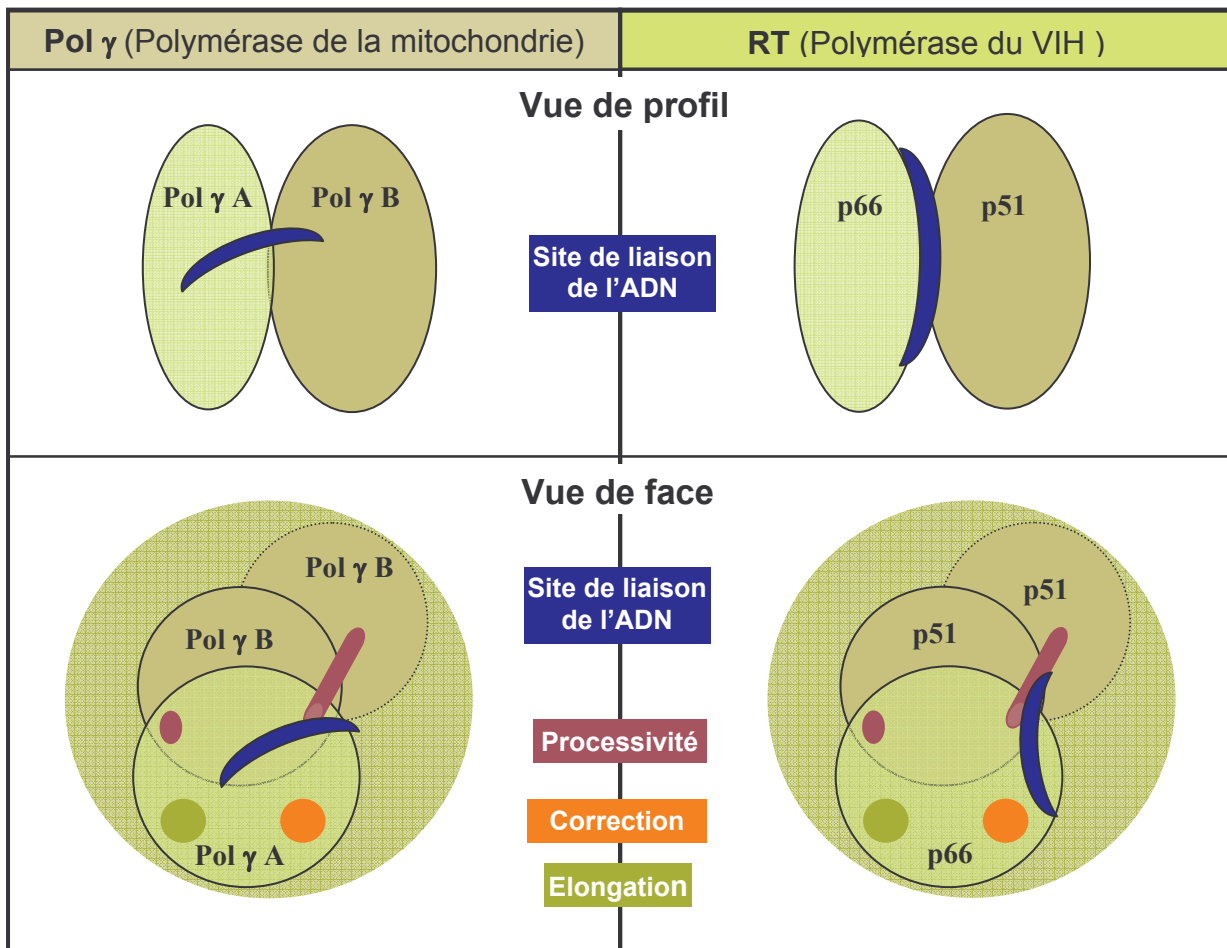 Pol γ (Polymérase de la mitochondrie)
RT (Polymérase du VIH )
Vue de profil
Pol γ A
Pol γ B
p66
p51
Site de liaison
de l'ADN
Vue de face
Pol γ B
Pol γ B
Pol γ A
Site de liaison
de l'ADN
Processivité
Correction
Elongation
p51
p51
p66